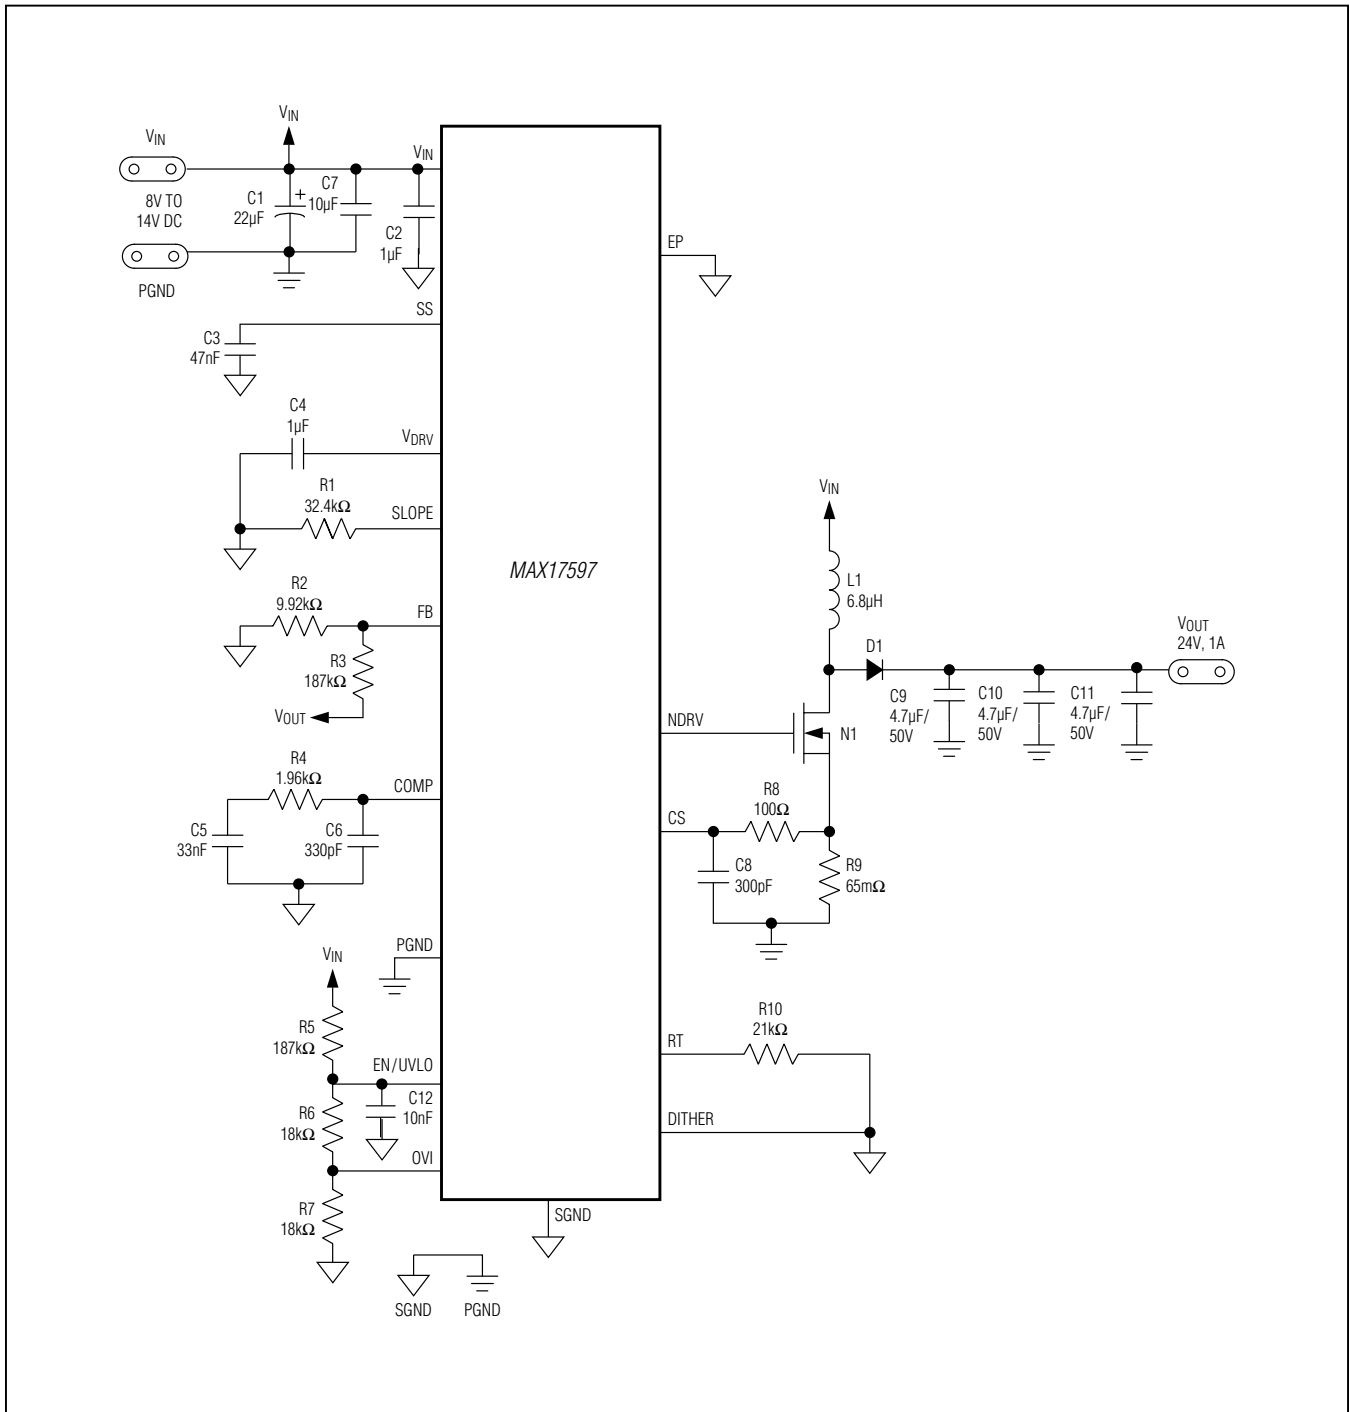 VIN
VIN
VIN
8V TO
14V DC
PGND
C1
22µF
+
C7
10µF
C2
1µF
EP
SS
C3
47nF
C4
1µF
VDRV
R1
32.4kΩ
SLOPE
MAX17597
R2
9.92kΩ
FB
R3
187kΩ
VOUT
R4
1.96kΩ
COMP
C5
33nF
C6
330pF
PGND
VIN
R5
187kΩ
EN/UVLO
C12
10nF
R6
18kΩ
OVI
R7
18kΩ
SGND
SGND
PGND
VIN
L1
6.8µH
D1
VOUT
24V, 1A
C9
4.7µF/
50V
C10
4.7µF/
50V
C11
4.7µF/
50V
NDRV
N1
R8
100Ω
CS
C8
300pF
R9
65mΩ
R10
21kΩ
RT
DITHER